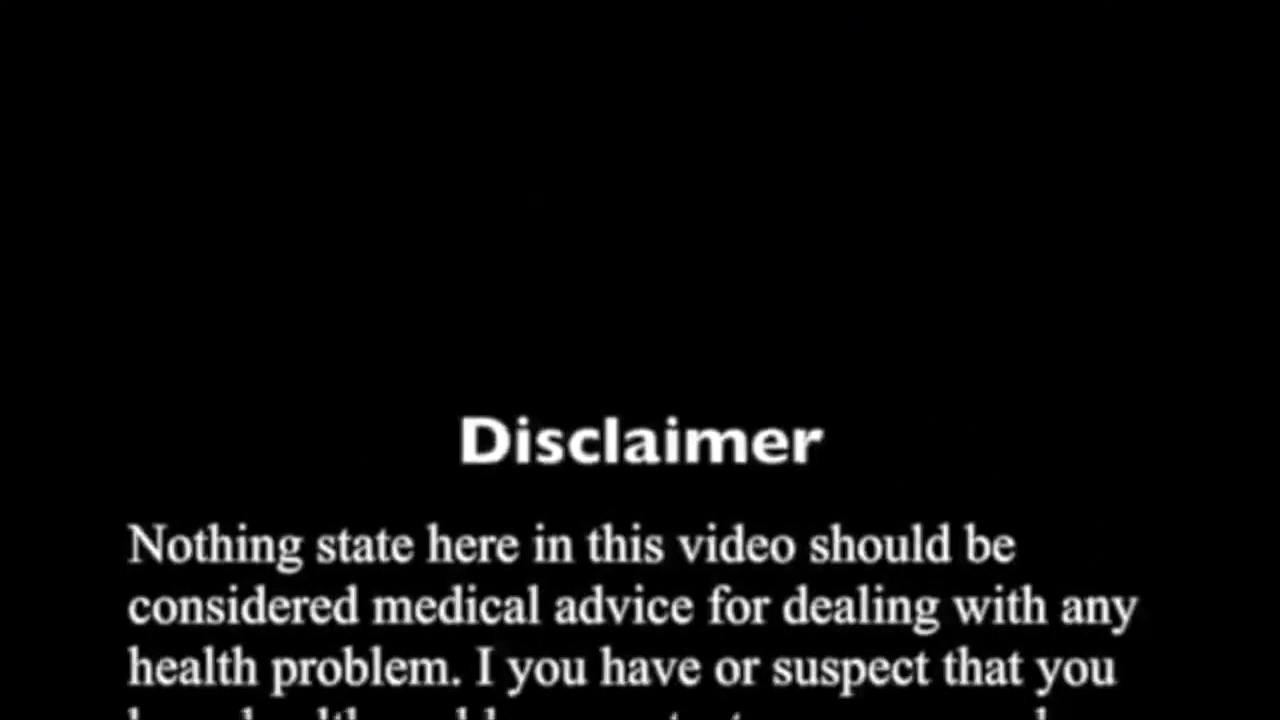 Disclaimer
Nothing state here in this video should be
considered medical advice for dealing with any
health problem. I you have or suspect that you